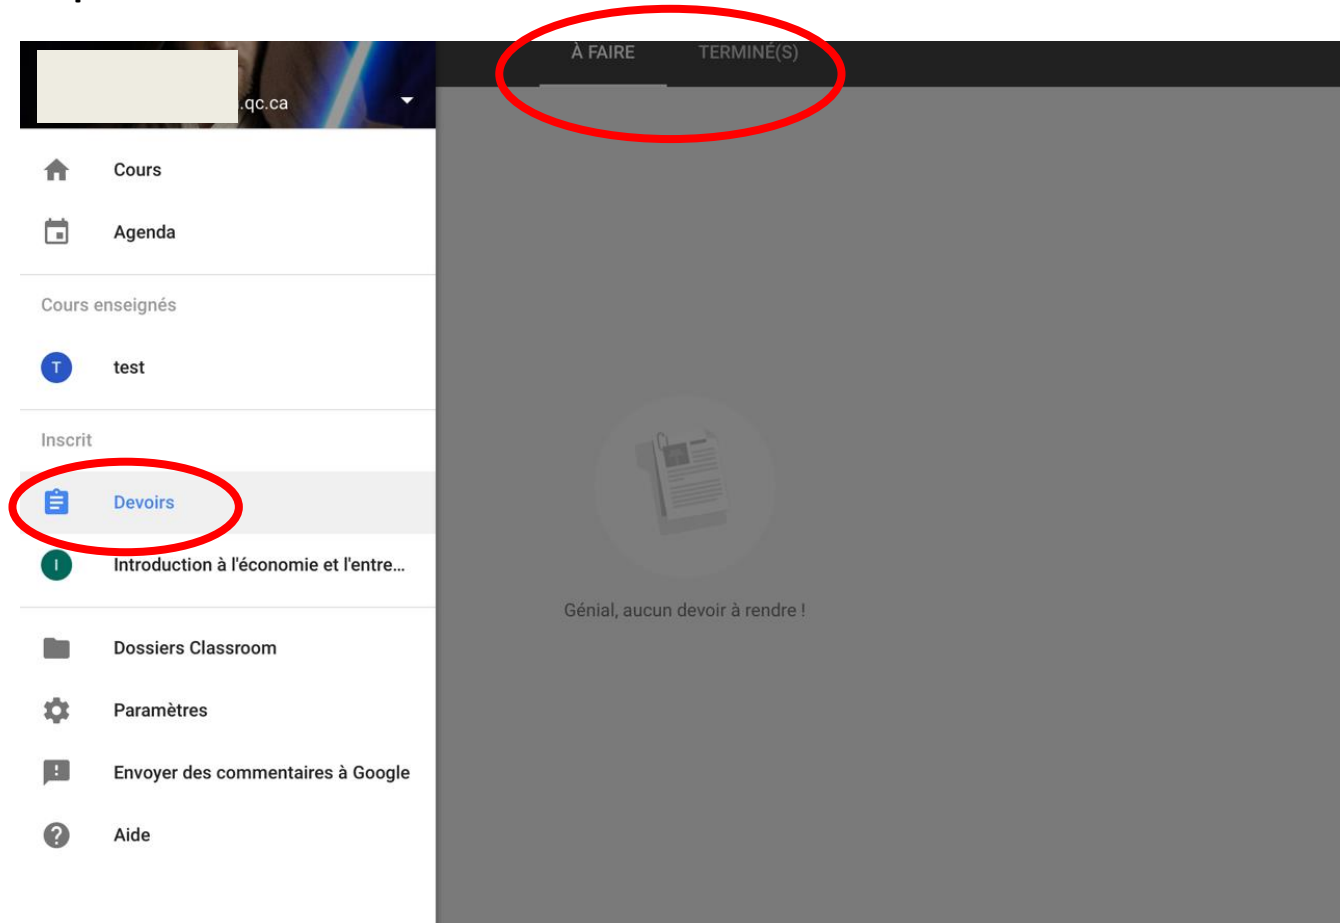 À FAIRE TERMINÉ(S)
.qc.ca
Cours
Agenda
Cours enseignés
T test
Inscrit
Devoirs
I Introduction à l'économie et l'entre...
Génial, aucun devoir à rendre !
Dossiers Classroom
Paramètres
Envoyer des commentaires à Google
Aide